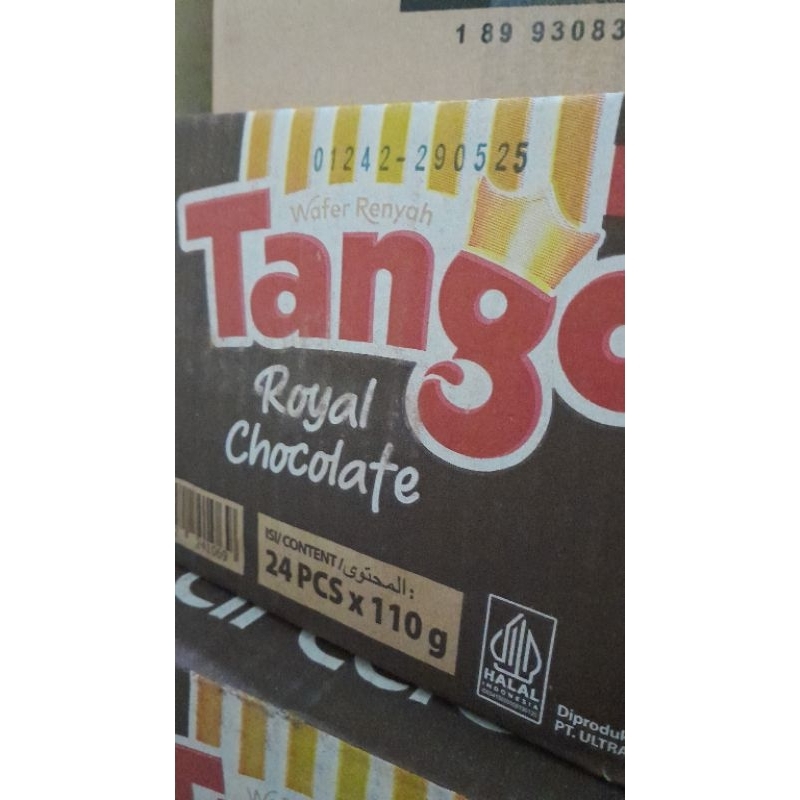 1 89 93083
01242-290525
Wafer Renyah
Tango
Royal
Chocolate
ISI/CONTENT/المحتوى:
24 PCS x 110 g
HALAL
INDONESIA
Diproduk
PT. ULTRA